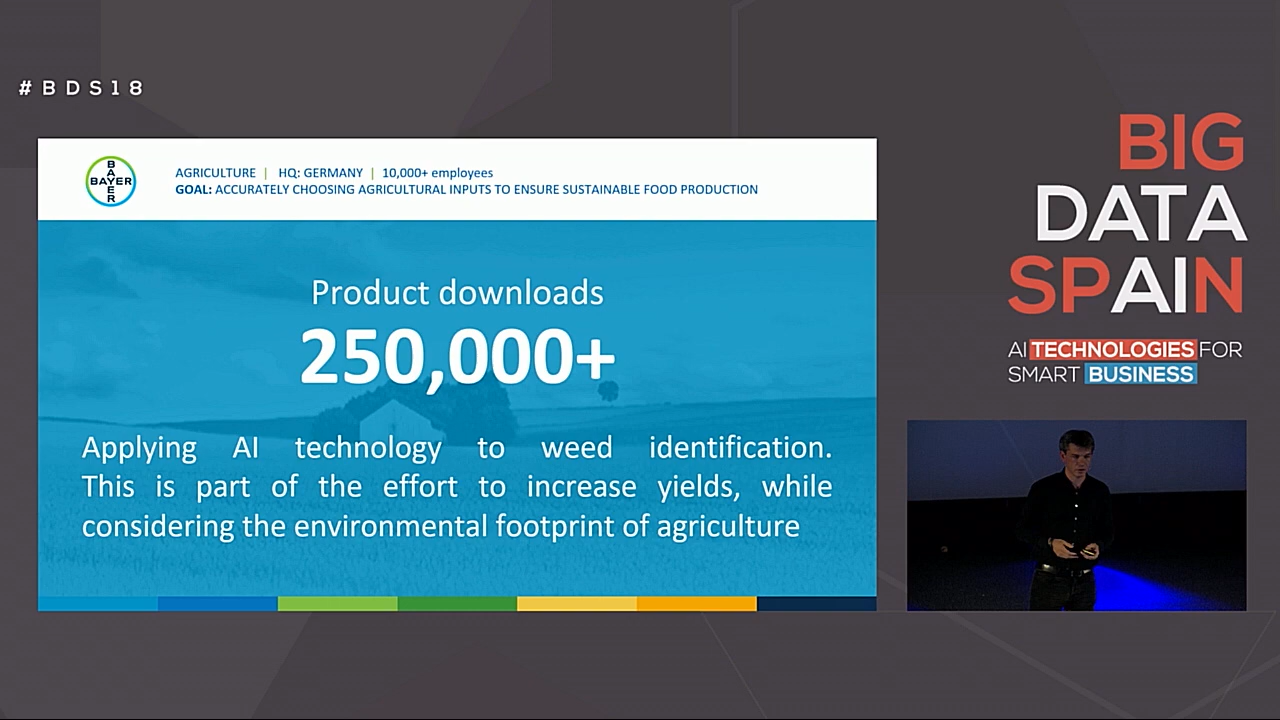 #BDS18
BAYER
BAYER
AGRICULTURE | HQ: GERMANY | 10,000+ employees
GOAL: ACCURATELY CHOOSING AGRICULTURAL INPUTS TO ENSURE SUSTAINABLE FOOD PRODUCTION
Product downloads
250,000+
Applying AI technology to weed identification.
This is part of the effort to increase yields, while
considering the environmental footprint of agriculture
BIG
DATA
SPAIN
AI TECHNOLOGIES FOR
SMART BUSINESS